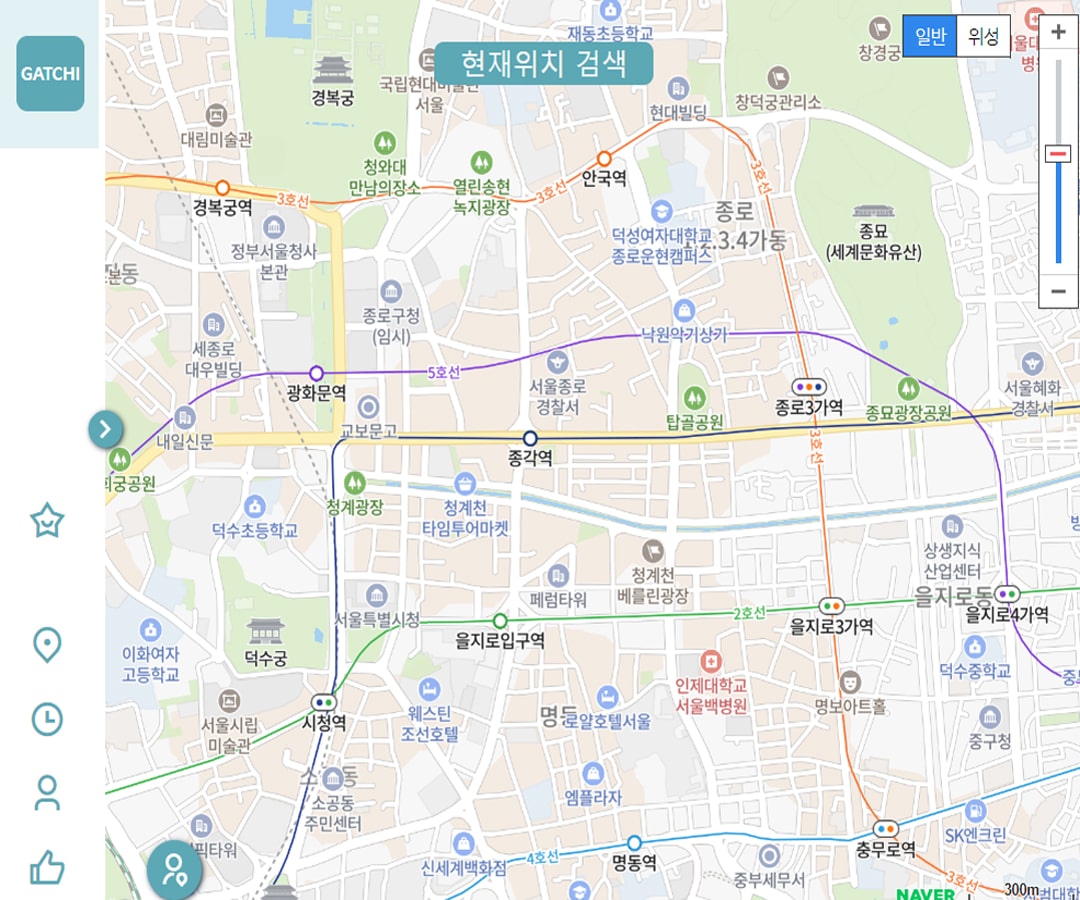 GATCHI
현재위치 검색
일반
위성
재동초등학교
창경궁
경복궁
국립현대미술관
서울
현대빌딩
창덕궁관리소
대림미술관
청와대
만남의장소
열린송현
녹지광장
안국역
3호선
경복궁역
3호선
3호선
정부서울청사
본관
덕성여자대학교
종로운현캠퍼스
종로
1.2.3.4가동
종묘
(세계문화유산)
종로구청
(임시)
세종로
대우빌딩
낙원악기상가
5호선
광화문역
서울종로
경찰서
탑골공원
종로3가역
종묘광장공원
서울혜화
경찰서
내일신문
교보문고
종각역
3호선
희궁공원
청계광장
청계천
타임투어마켓
덕수초등학교
상생지식
산업센터
청계천
베를린광장
페럼타워
서울특별시청
을지로입구역
2호선
을지로3가역
을지로동
을지로4가역
이화여자
고등학교
덕수궁
인제대학교
서울백병원
덕수중학교
명보아트홀
서울시립
미술관
시청역
웨스틴
조선호텔
명동
로얄호텔서울
중구청
소공동
주민센터
엠플라자
SK엔크린
신세계백화점
4호선
명동역
충무로역
중부세무서
3호선
NAVER
300m